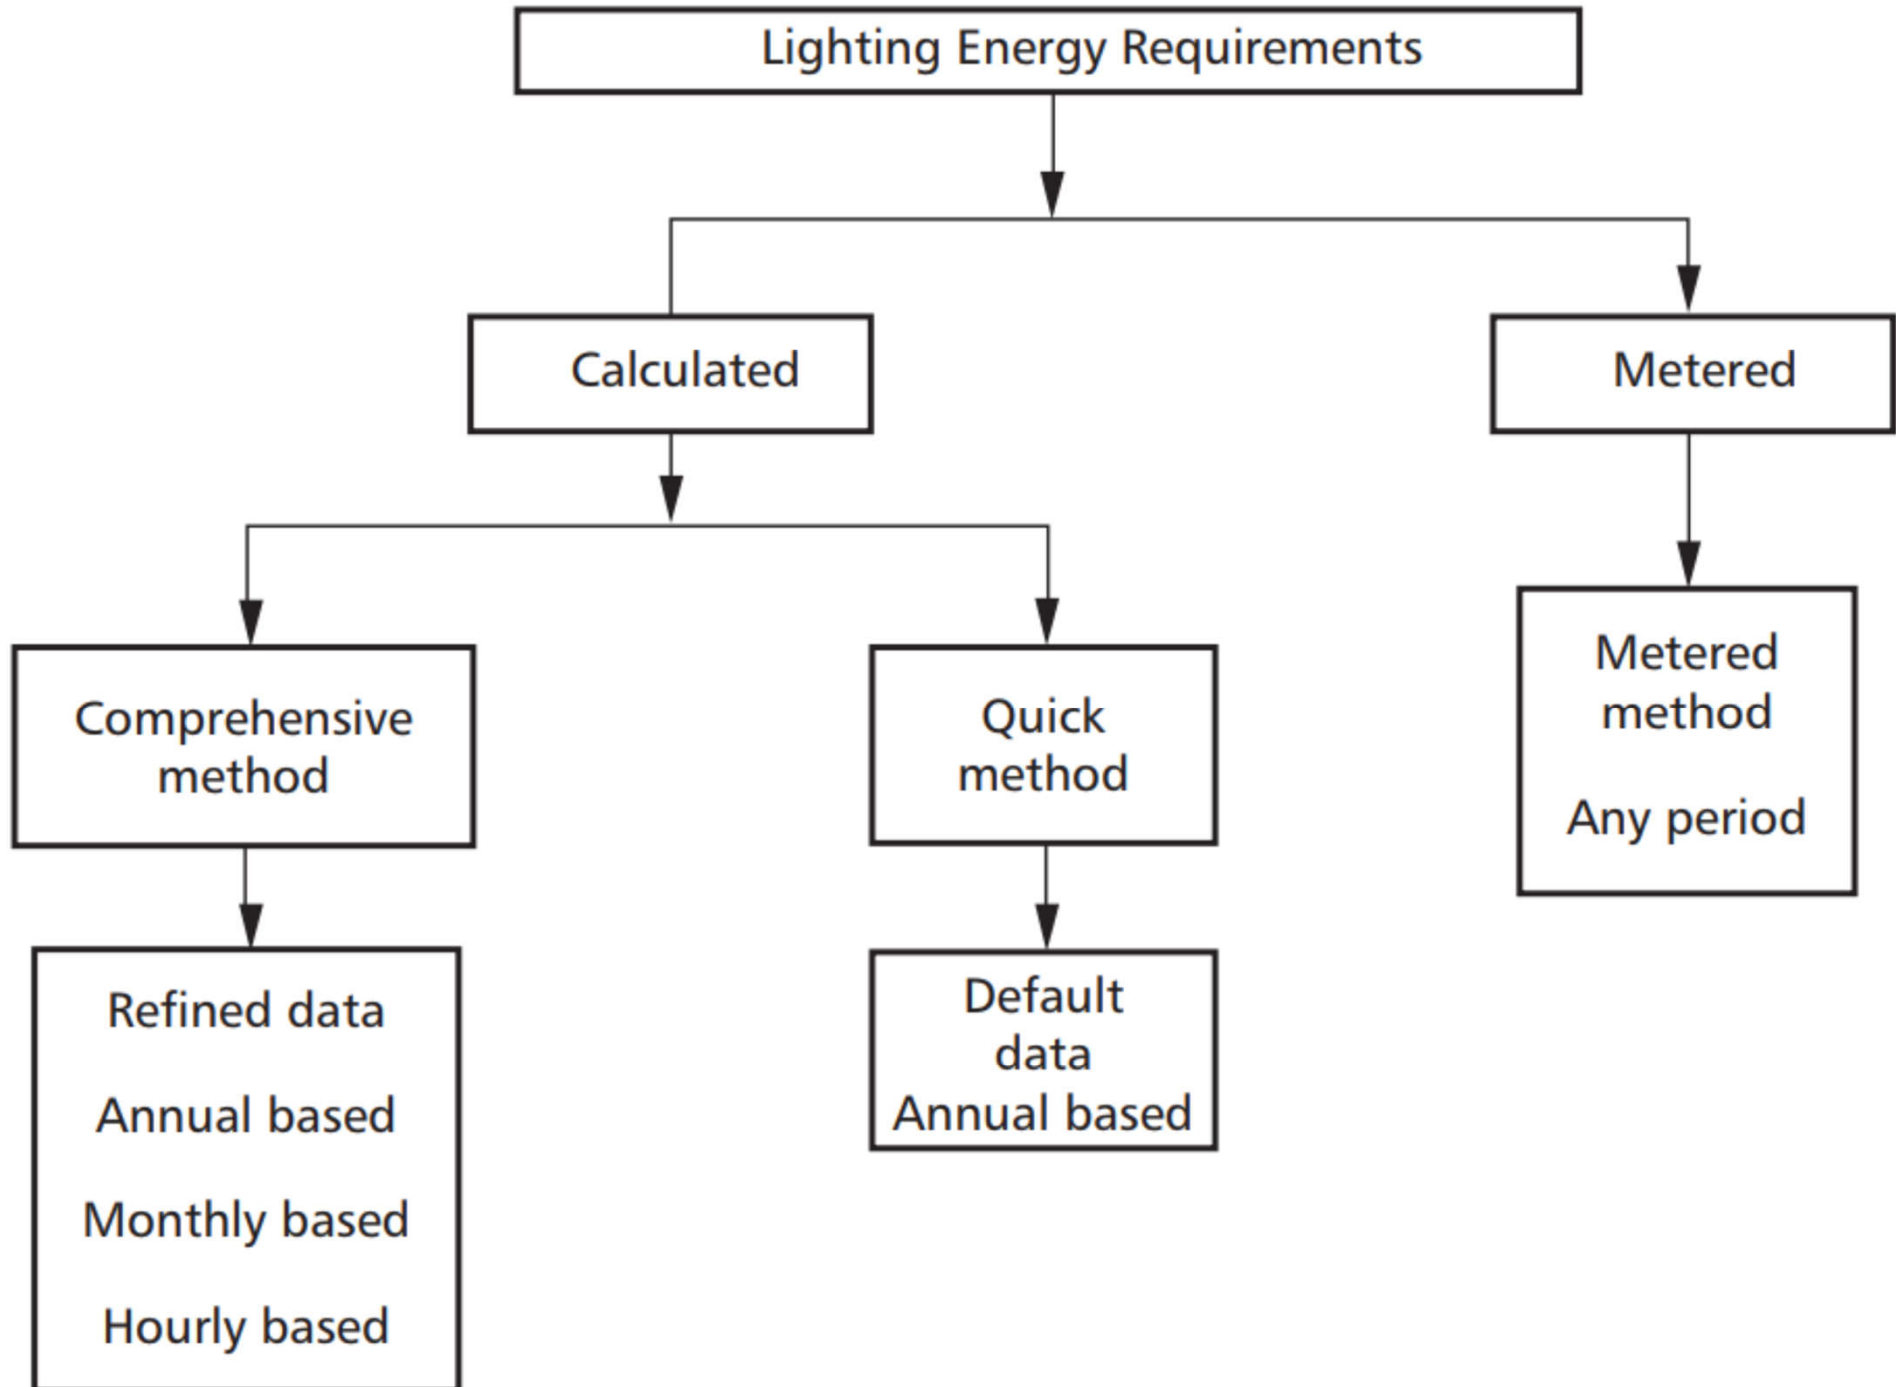 Lighting Energy Requirements
Calculated
Metered
Comprehensive
method
Quick
method
Metered
method
Any period
Refined data
Annual based
Monthly based
Hourly based
Default
data
Annual based